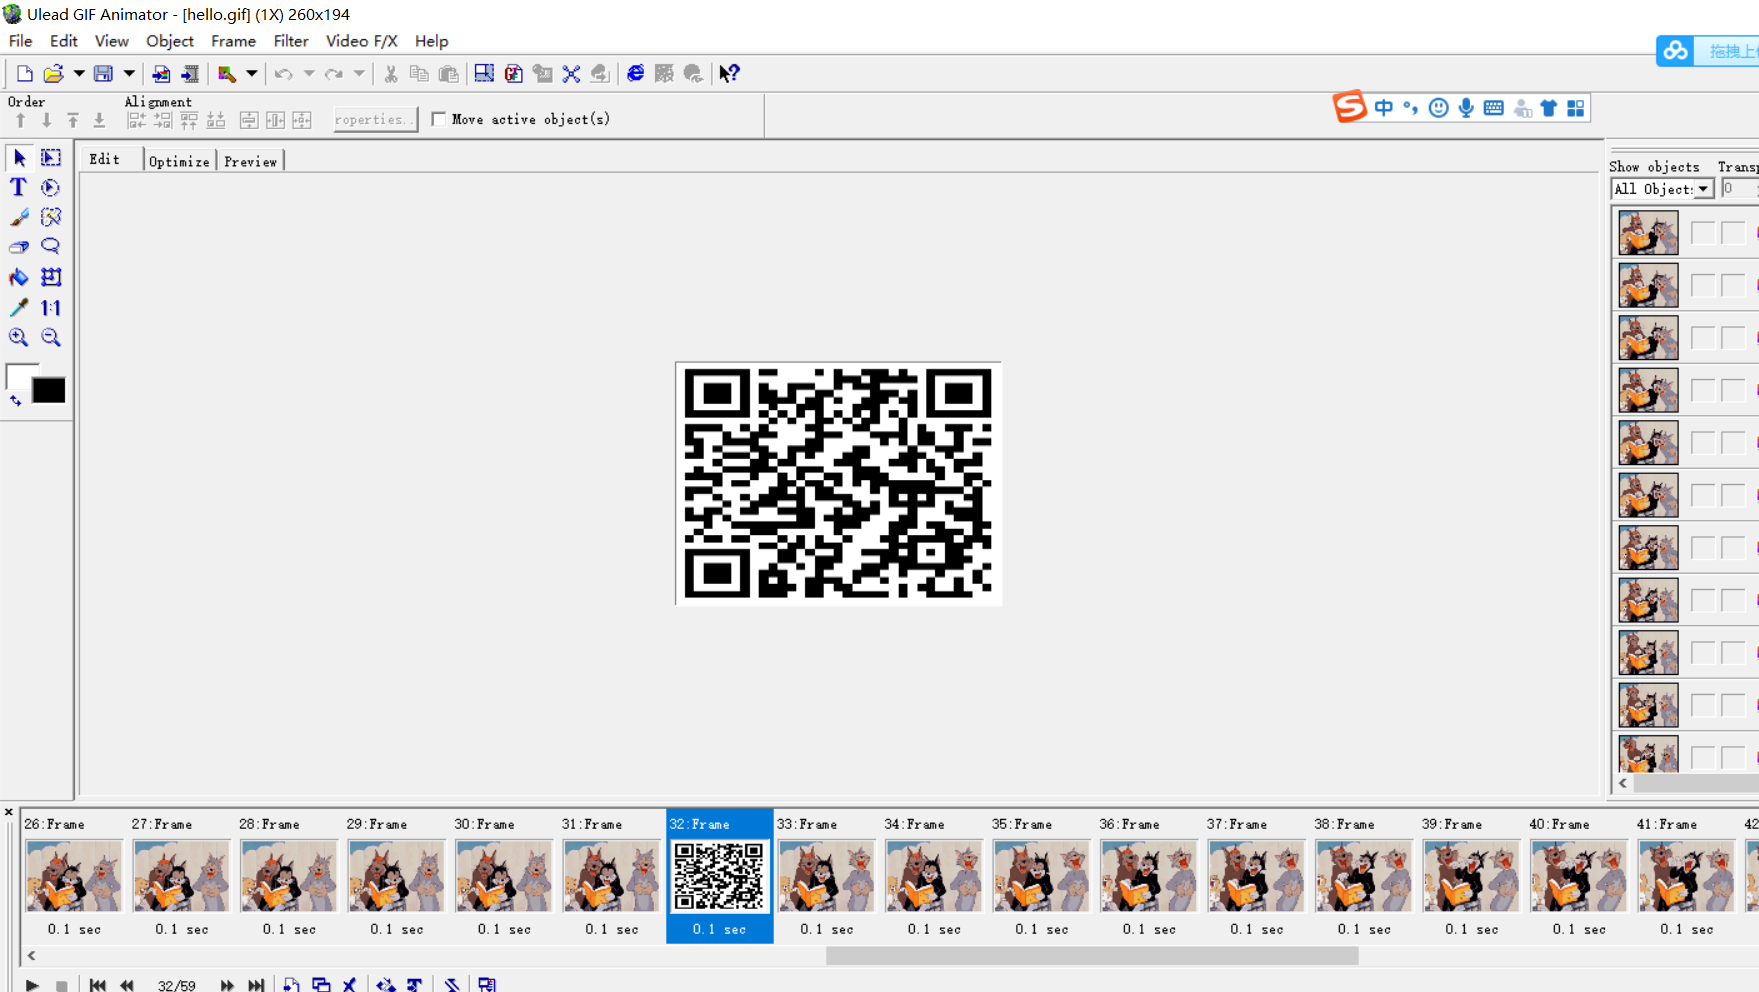 Ulead GIF Animator - [hello.gif] (1X) 260x194
File Edit View Object Frame Filter Video F/X Help
拖拽上
Order Alignment
roperties.. Move active object(s)
中
Edit Optimize Preview
Show objects Transp
All Object: 0
T
1:1
26:Frame 27:Frame 28:Frame 29:Frame 30:Frame 31:Frame 32:Frame 33:Frame 34:Frame 35:Frame 36:Frame 37:Frame 38:Frame 39:Frame 40:Frame 41:Frame 42
0.1 sec 0.1 sec 0.1 sec 0.1 sec 0.1 sec 0.1 sec 0.1 sec 0.1 sec 0.1 sec 0.1 sec 0.1 sec 0.1 sec 0.1 sec 0.1 sec 0.1 sec 0.1 sec
32/59